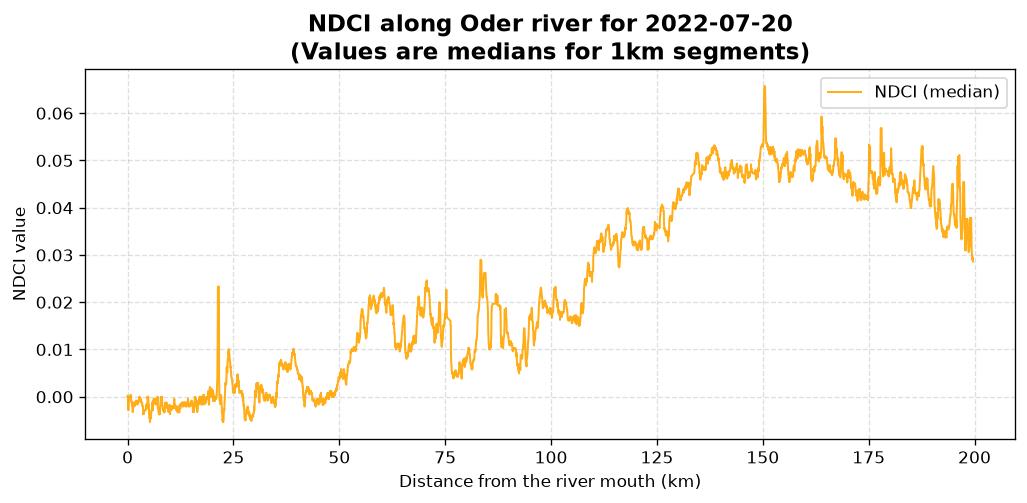 NDCI along Oder river for 2022-07-20
(Values are medians for 1km segments)
NDCI (median)
NDCI value
0.06
0.05
0.04
0.03
0.02
0.01
0.00
0 25 50 75 100 125 150 175 200
Distance from the river mouth (km)